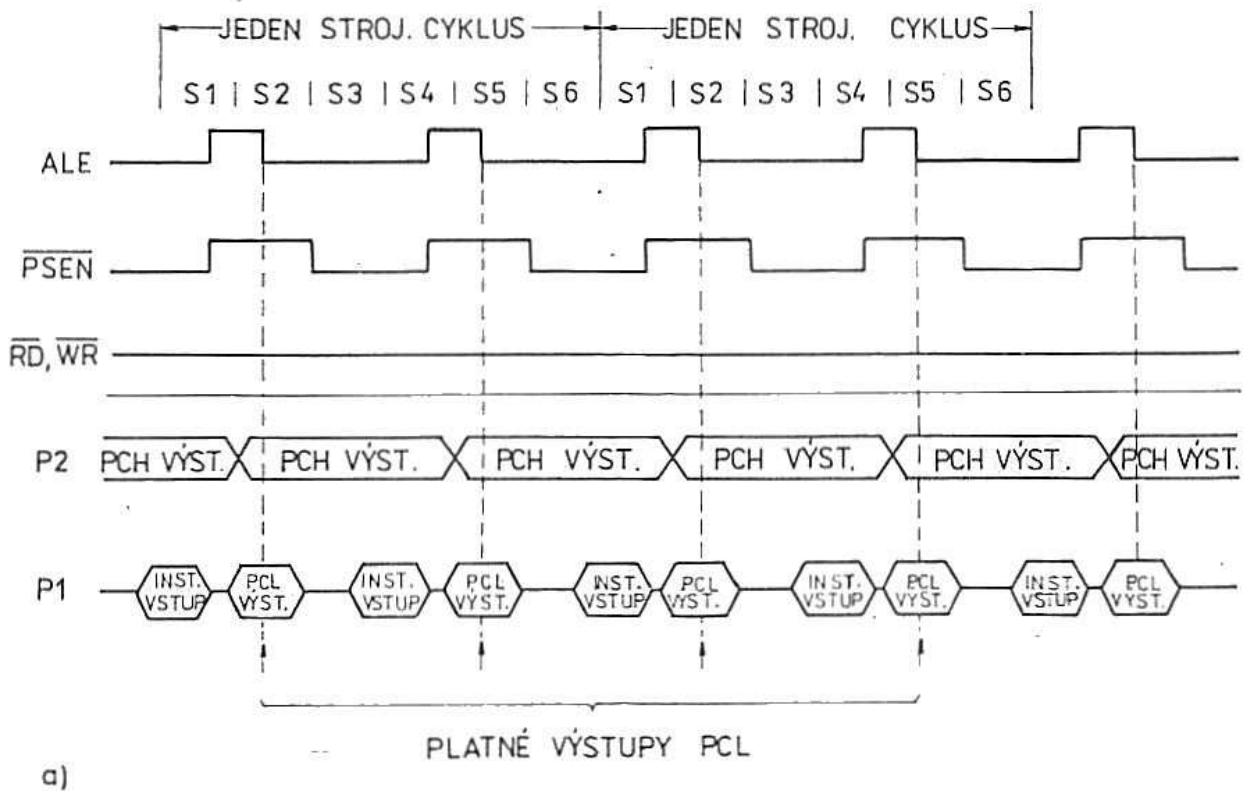 JEDEN STROJ. CYKLUS JEDEN STROJ. CYKLUS
S1 | S2 | S3 | S4 | S5 | S6 | S1 | S2 | S3 | S4 | S5 | S6 |
ALE
PSEN
RD, WR
P2 PCH VÝST. PCH VÝST. PCH VÝST. PCH VÝST. PCH VÝST. PCH VÝST.
P1 INST. VSTUP PCL VÝST. INST. VSTUP PCL VÝST. INST. VSTUP PCL VÝST. INST. VSTUP PCL VÝST. INST. VSTUP PCL VÝST.
PLATNÉ VÝSTUPY PCL
a)